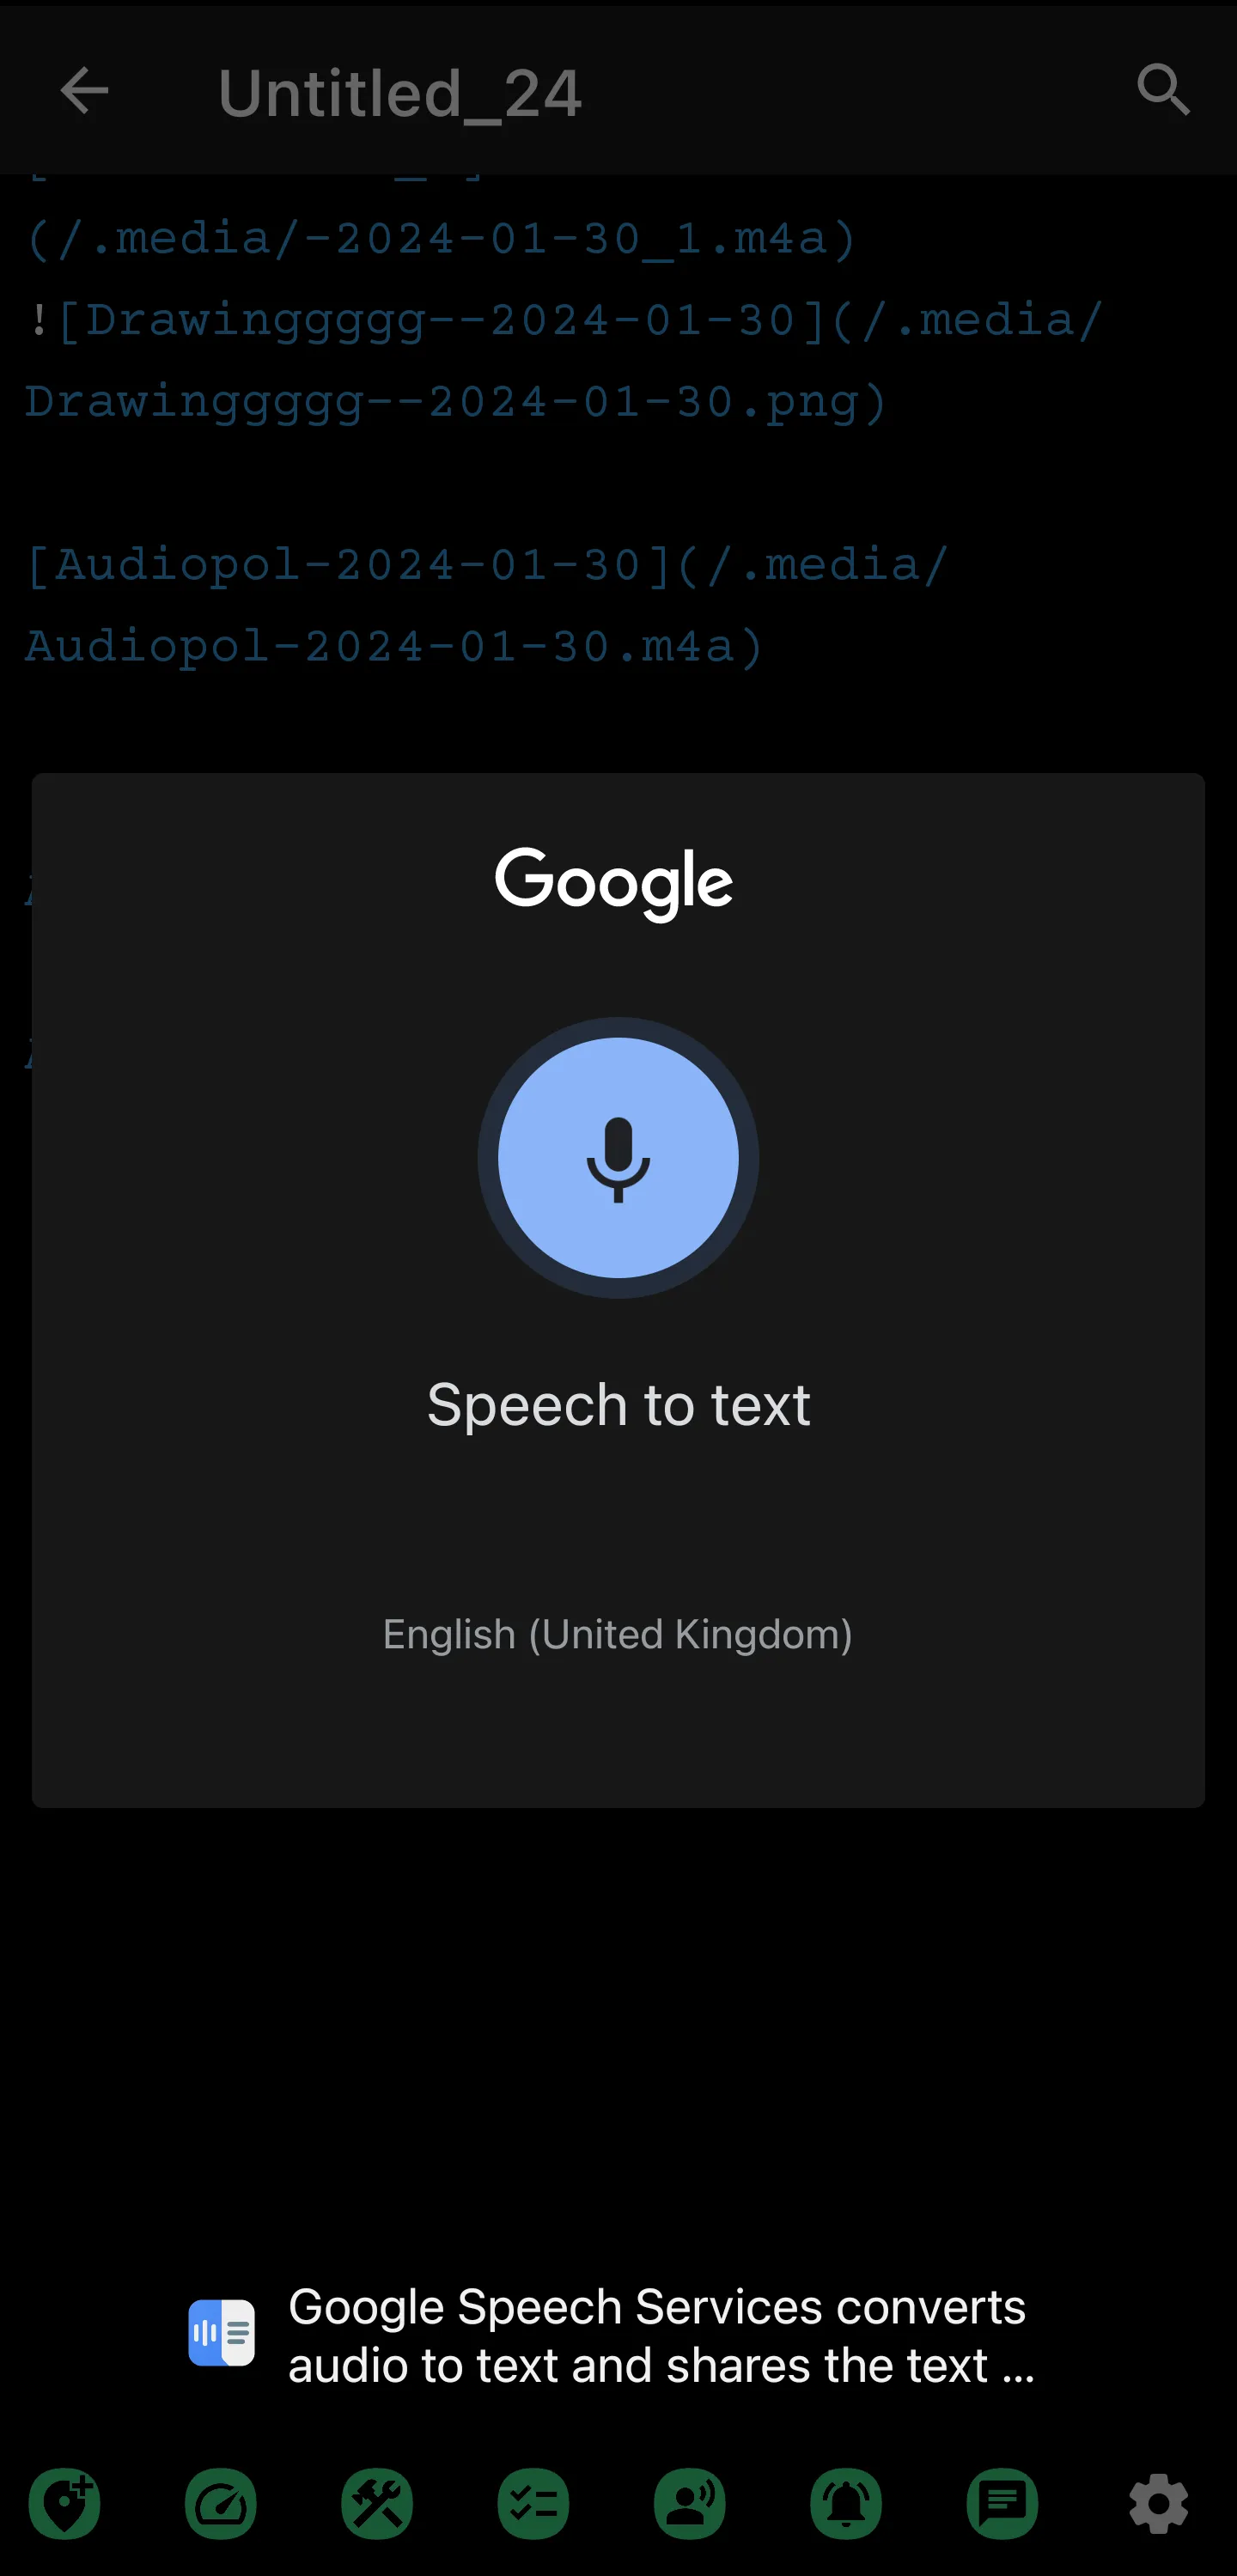 Untitled_24
(/.media/-2024-01-30_1.m4a)
![Drawinggggg--2024-01-30](/.media/
Drawinggggg--2024-01-30.png)
[Audiopol-2024-01-30](/.media/
Audiopol-2024-01-30.m4a)
Google
Speech to text
English (United Kingdom)
Google Speech Services converts
audio to text and shares the text ...